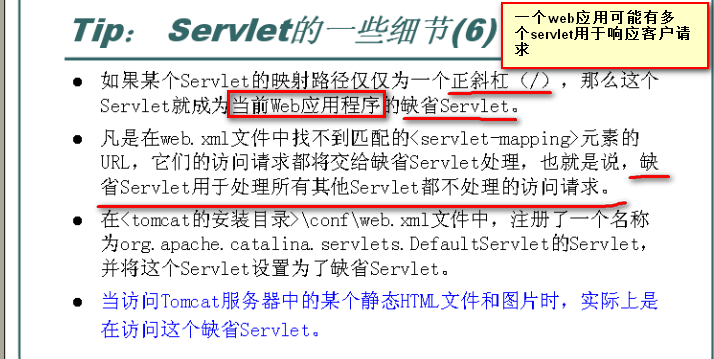 Tip： Servlet的一些细节(6)
一个web应用可能有多
个servlet用于响应客户请
求
● 如果某个Servlet的映射路径仅仅为一个正斜杠（/），那么这个
Servlet就成为当前Web应用程序的缺省Servlet。
● 凡是在web.xml文件中找不到匹配的<servlet-mapping>元素的
URL，它们的访问请求都将交给缺省Servlet处理，也就是说，缺
省Servlet用于处理所有其他Servlet都不处理的访问请求。
● 在<tomcat的安装目录>\conf\web.xml文件中，注册了一个名称
为org.apache.catalina.servlets.DefaultServlet的Servlet，
并将这个Servlet设置为了缺省Servlet。
● 当访问Tomcat服务器中的某个静态HTML文件和图片时，实际上是
在访问这个缺省Servlet。